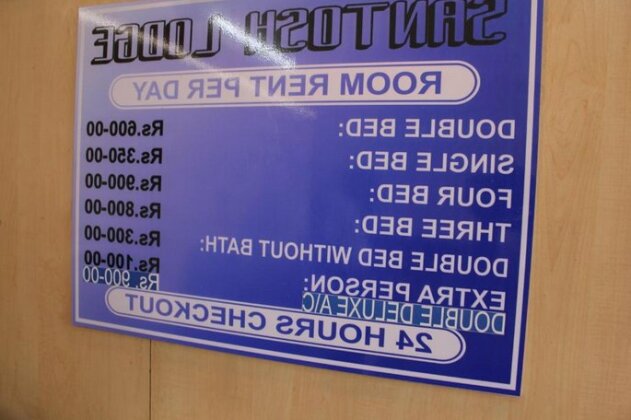 SANTOSH LODGE
ROOM RENT PER DAY
DOUBLE BED: Rs.600-00
SINGLE BED: Rs.350-00
FOUR BED: Rs.900-00
THREE BED: Rs.800-00
DOUBLE BED WITHOUT BATH: Rs.300-00
EXTRA PERSON: Rs.100-00
DOUBLE DELUXE A\C Rs. 900-00
24 HOURS CHECKOUT